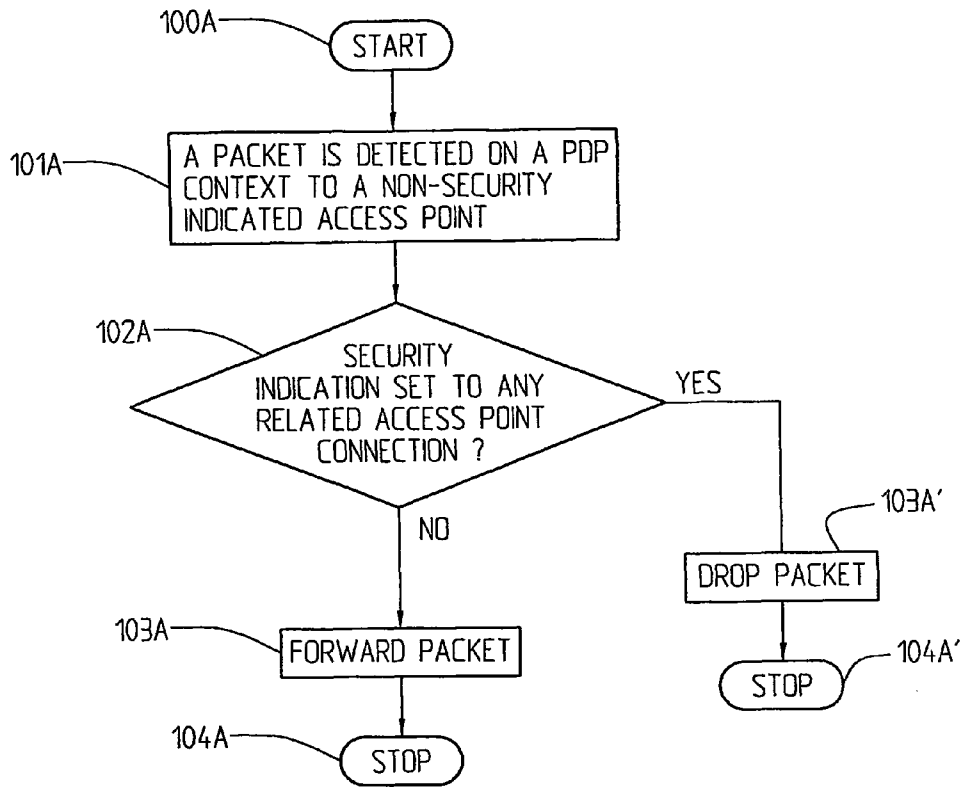 100A
START
101A
A PACKET IS DETECTED ON A PDP
CONTEXT TO A NON-SECURITY
INDICATED ACCESS POINT
102A
SECURITY
INDICATION SET TO ANY
RELATED ACCESS POINT
CONNECTION ?
YES
NO
103A'
DROP PACKET
103A
FORWARD PACKET
104A'
STOP
104A
STOP